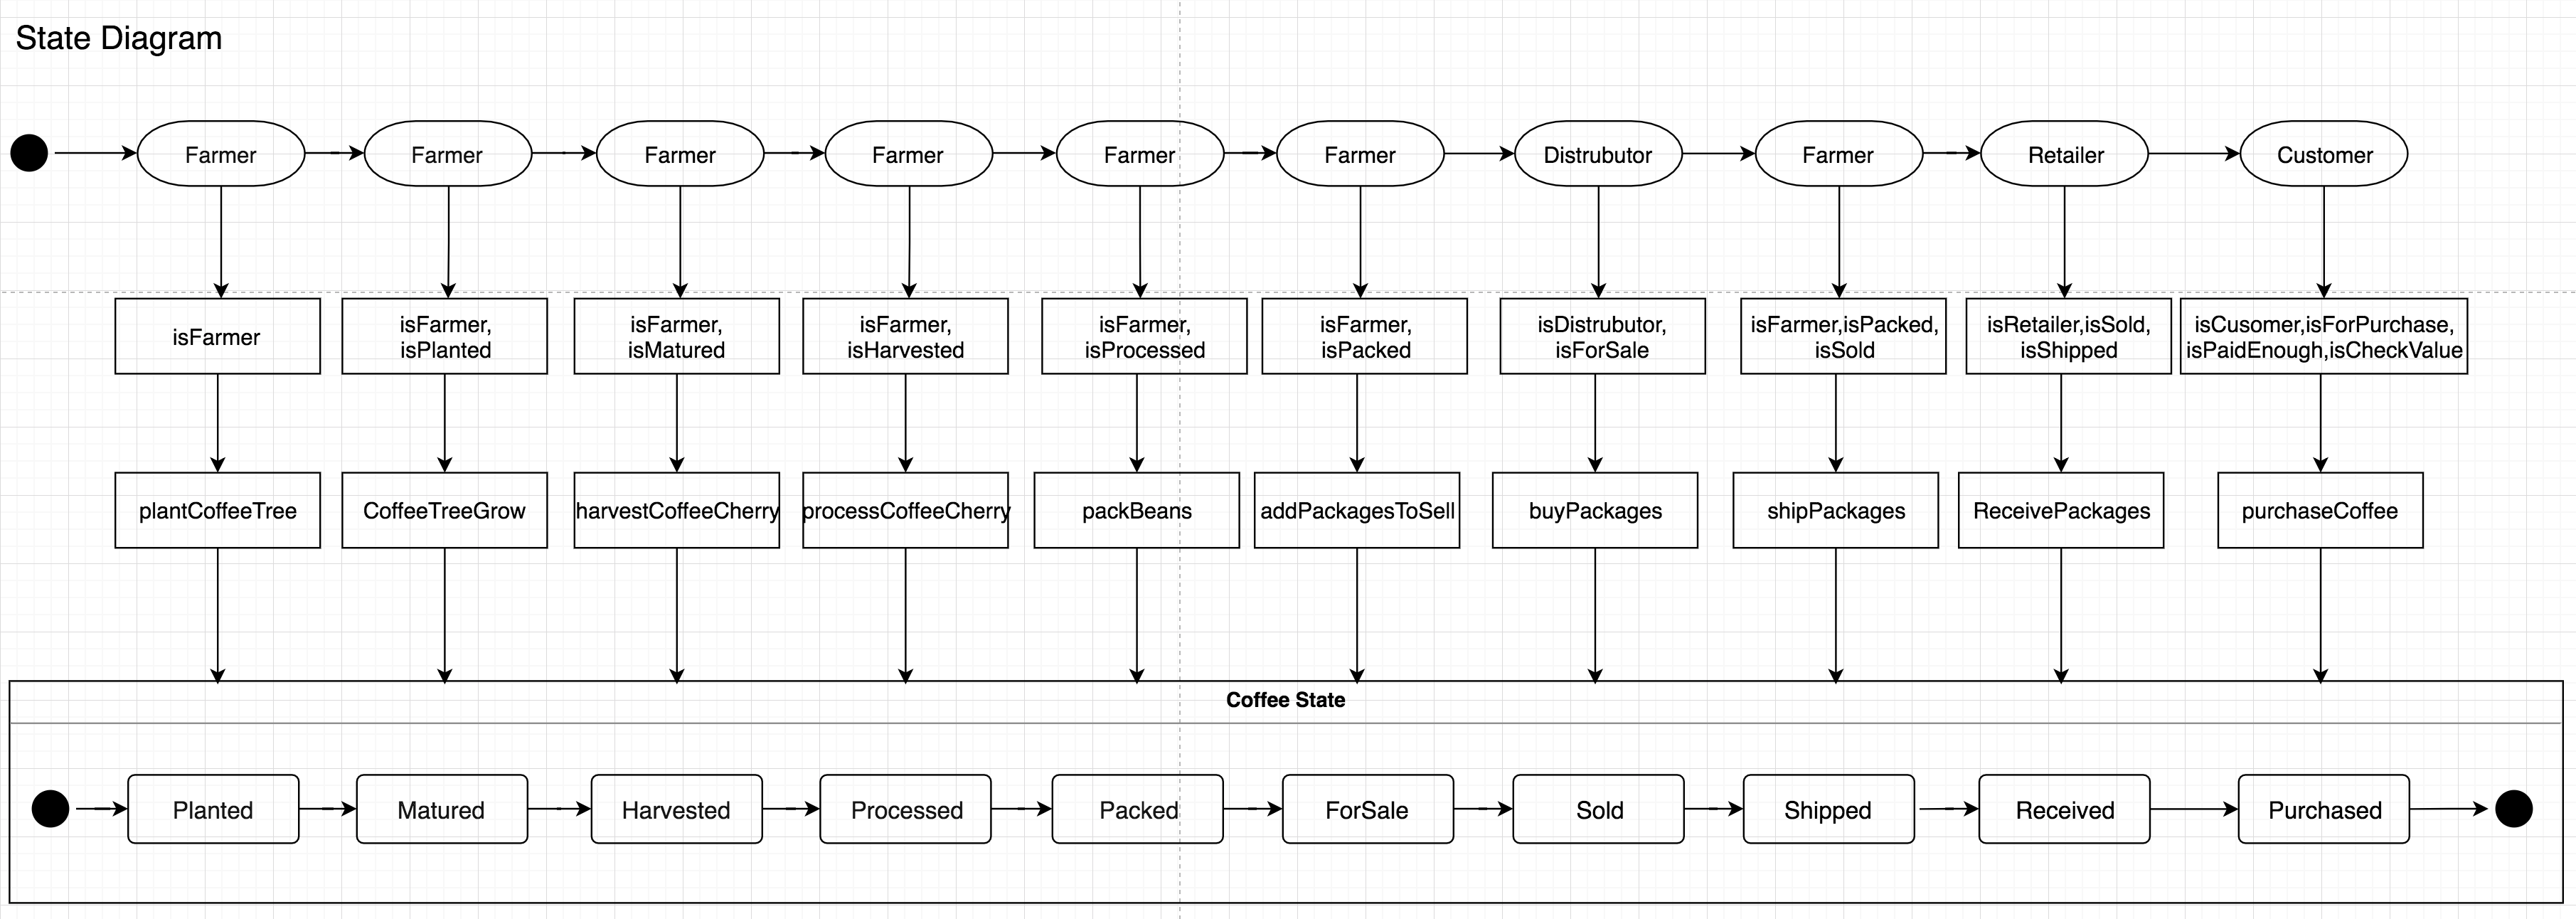 State Diagram
Farmer
Farmer
Farmer
Farmer
Farmer
Farmer
Distrubutor
Farmer
Retailer
Customer
isFarmer
isFarmer,
isPlanted
isFarmer,
isMatured
isFarmer,
isHarvested
isFarmer,
isProcessed
isFarmer,
isPacked
isDistrubutor,
isForSale
isFarmer,isPacked,
isSold
isRetailer,isSold,
isShipped
isCusomer,isForPurchase,
isPaidEnough,isCheckValue
plantCoffeeTree
CoffeeTreeGrow
harvestCoffeeCherry
processCoffeeCherry
packBeans
addPackagesToSell
buyPackages
shipPackages
ReceivePackages
purchaseCoffee
Coffee State
Planted
Matured
Harvested
Processed
Packed
ForSale
Sold
Shipped
Received
Purchased